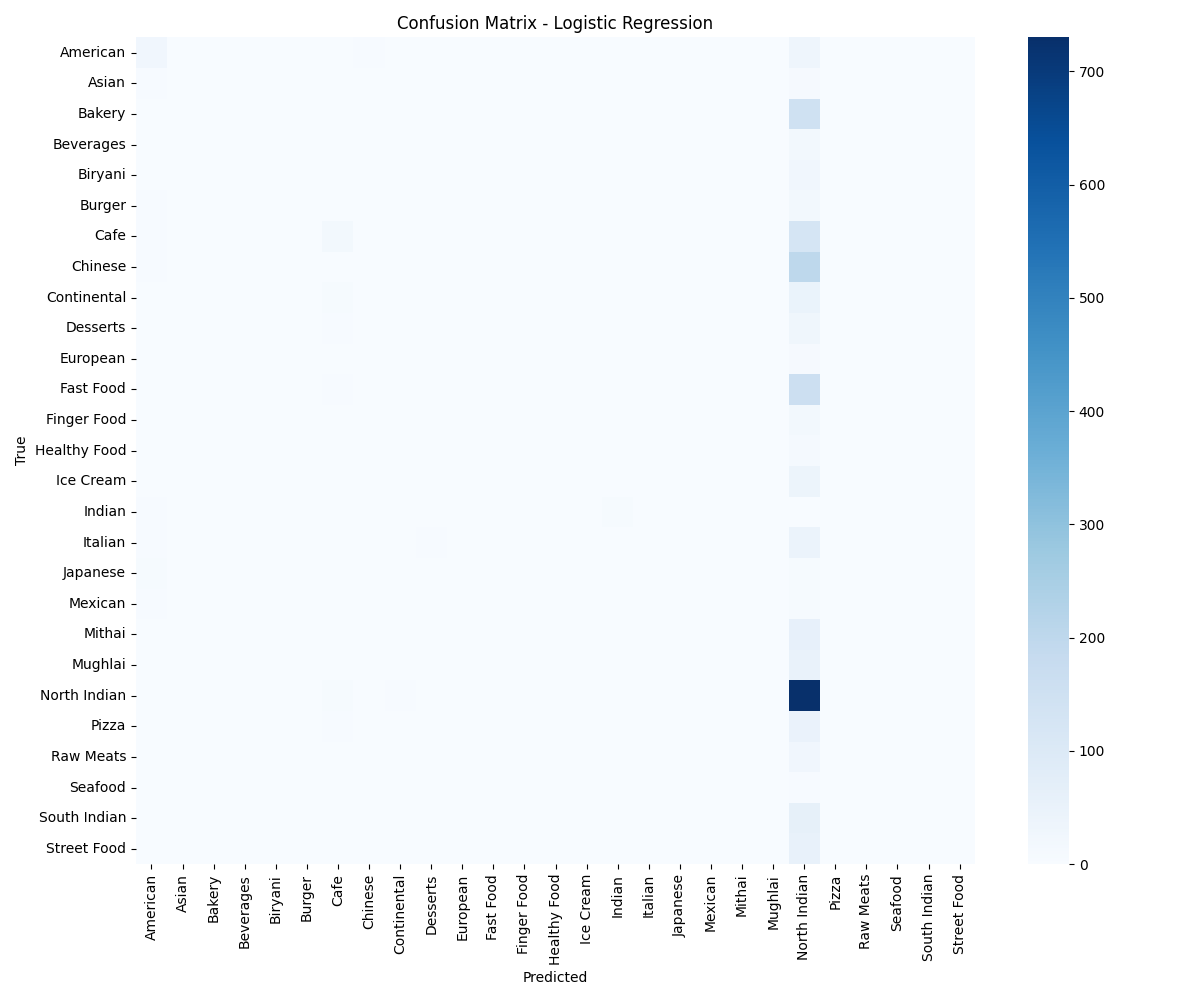 Confusion Matrix - Logistic Regression
True
American
Asian
Bakery
Beverages
Biryani
Burger
Cafe
Chinese
Continental
Desserts
European
Fast Food
Finger Food
Healthy Food
Ice Cream
Indian
Italian
Japanese
Mexican
Mithai
Mughlai
North Indian
Pizza
Raw Meats
Seafood
South Indian
Street Food
American
Asian
Bakery
Beverages
Biryani
Burger
Cafe
Chinese
Continental
Desserts
European
Fast Food
Finger Food
Healthy Food
Ice Cream
Indian
Italian
Japanese
Mexican
Mithai
Mughlai
North Indian
Pizza
Raw Meats
Seafood
South Indian
Street Food
Predicted
700
600
500
400
300
200
100
0